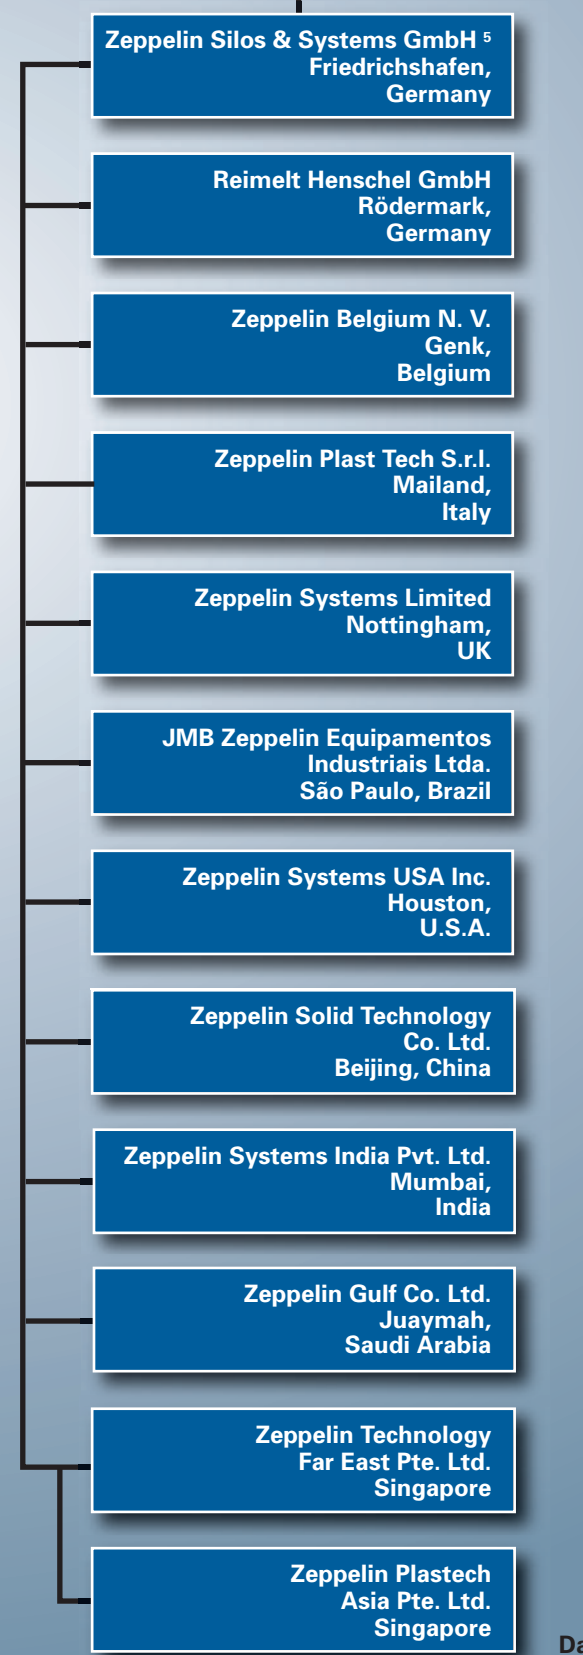 Zeppelin Silos & Systems GmbH ⁵
Friedrichshafen,
Germany
Reimelt Henschel GmbH
Rödermark,
Germany
Zeppelin Belgium N. V.
Genk,
Belgium
Zeppelin Plast Tech S.r.l.
Mailand,
Italy
Zeppelin Systems Limited
Nottingham,
UK
JMB Zeppelin Equipamentos
Industriais Ltda.
São Paulo, Brazil
Zeppelin Systems USA Inc.
Houston,
U.S.A.
Zeppelin Solid Technology
Co. Ltd.
Beijing, China
Zeppelin Systems India Pvt. Ltd.
Mumbai,
India
Zeppelin Gulf Co. Ltd.
Juaymah,
Saudi Arabia
Zeppelin Technology
Far East Pte. Ltd.
Singapore
Zeppelin Plastech
Asia Pte. Ltd.
Singapore